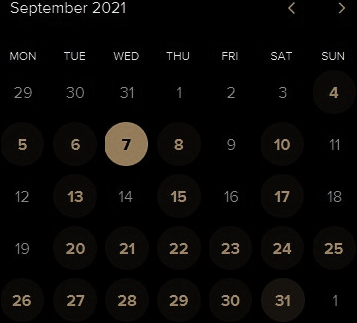 September 2021
MON TUE WED THU FRI SAT SUN
29 30 31 1 2 3 4
5 6 7 8 9 10 11
12 13 14 15 16 17 18
19 20 21 22 23 24 25
26 27 28 29 30 31 1